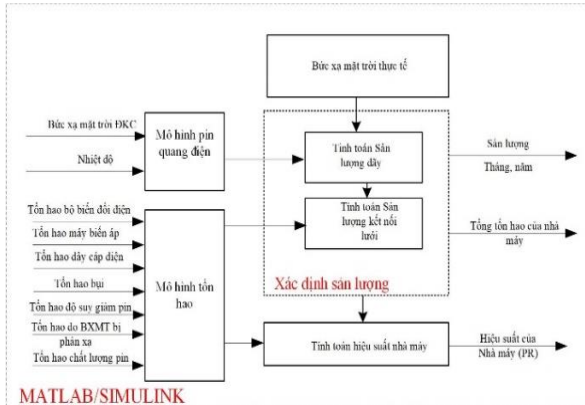 Bức xạ mặt trời thực tế
Bức xạ mặt trời ĐKC
Nhiệt độ
Mô hình pin
quang điện
Tính toán Sản
lượng dãy
Sản lượng
Tháng, năm
Tổn hao bộ biến đổi điện
Tổn hao máy biến áp
Tổn hao dây cáp điện
Tổn hao bụi
Tổn hao độ suy giảm pin
Tổn hao do BXMT bị
phản xạ
Tổn hao chất lượng pin
Mô hình tổn
hao
Tính toán Sản
lượng kết nối
lưới
Tổng tổn hao của nhà
máy
Xác định sản lượng
Tính toán hiệu suất nhà máy
Hiệu suất của
Nhà máy (PR)
MATLAB/SIMULINK